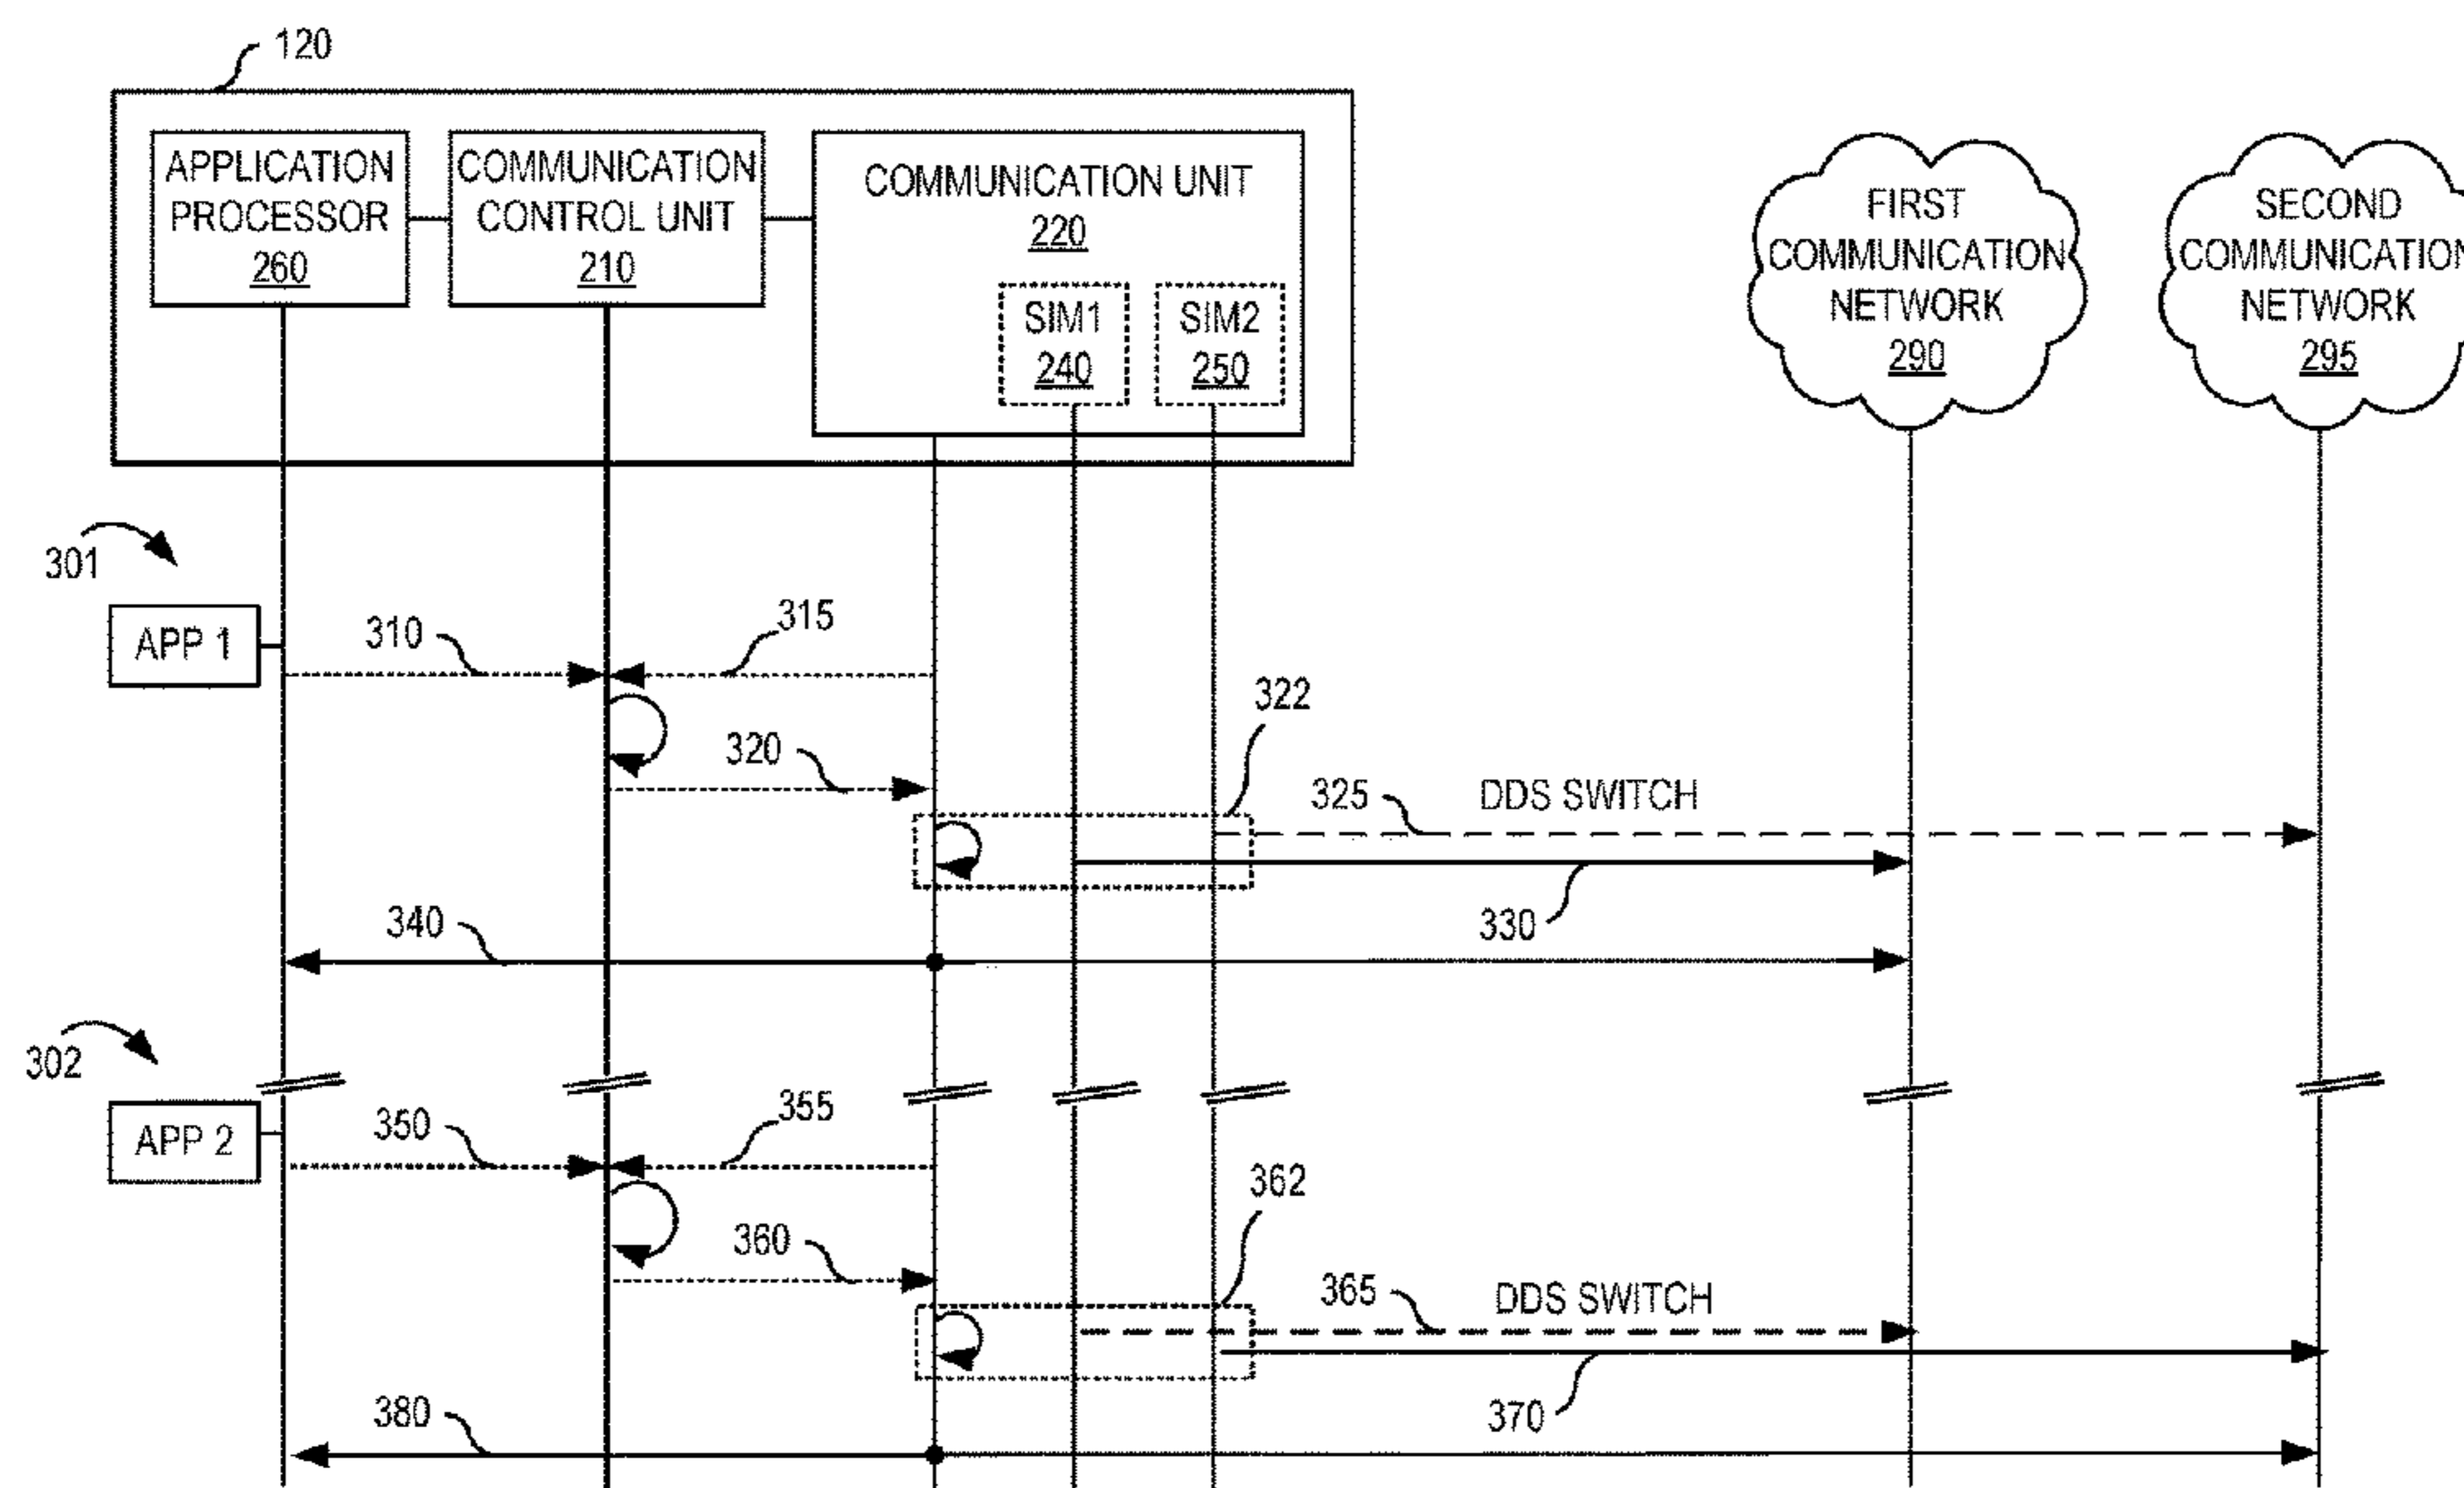 120
APPLICATION
PROCESSOR
260
COMMUNICATION
CONTROL UNIT
210
COMMUNICATION UNIT
220
SIM1
240
SIM2
250
FIRST
COMMUNICATION
NETWORK
290
SECOND
COMMUNICATION
NETWORK
295
301
APP 1
310
315
320
322
325
DDS SWITCH
330
340
302
APP 2
350
355
360
362
365
DDS SWITCH
370
380